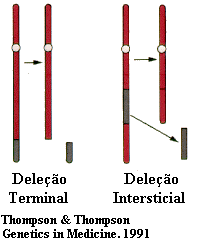 Deleção Deleção
Terminal Intersticial
Thompson & Thompson
Genetics in Medicine. 1991